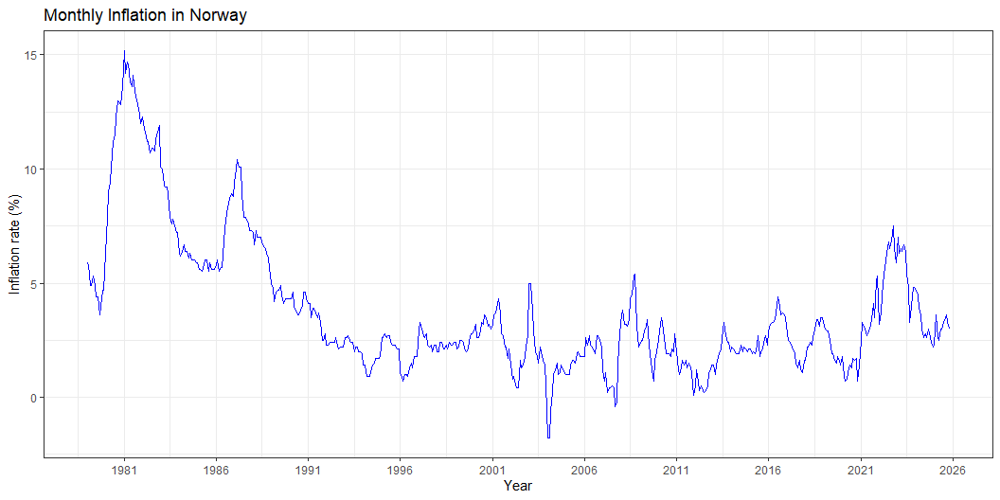 Monthly Inflation in Norway
Inflation rate (%)
15
10
5
0
1981 1986 1991 1996 2001 2006 2011 2016 2021 2026
Year